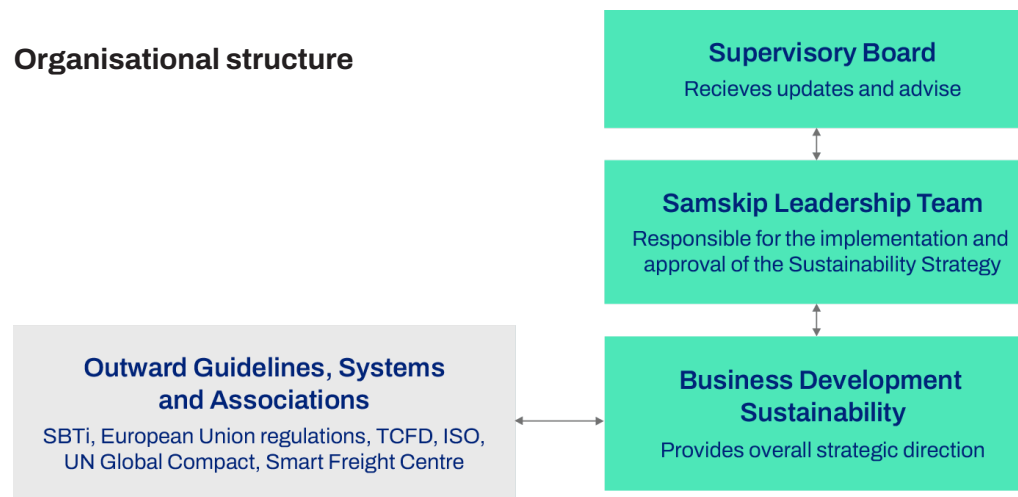 Organisational structure
Supervisory Board
Recieves updates and advise
Samskip Leadership Team
Responsible for the implementation and
approval of the Sustainability Strategy
Outward Guidelines, Systems
and Associations
SBTi, European Union regulations, TCFD, ISO,
UN Global Compact, Smart Freight Centre
Business Development
Sustainability
Provides overall strategic direction